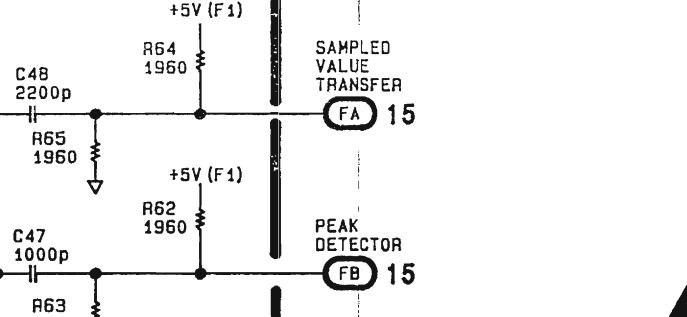 +5V (F1)
R64
1960
SAMPLED
VALUE
TRANSFER
C48
2200p
FA 15
R65
1960
+5V (F1)
R62
1960
PEAK
DETECTOR
C47
1000p
FB 15
R63